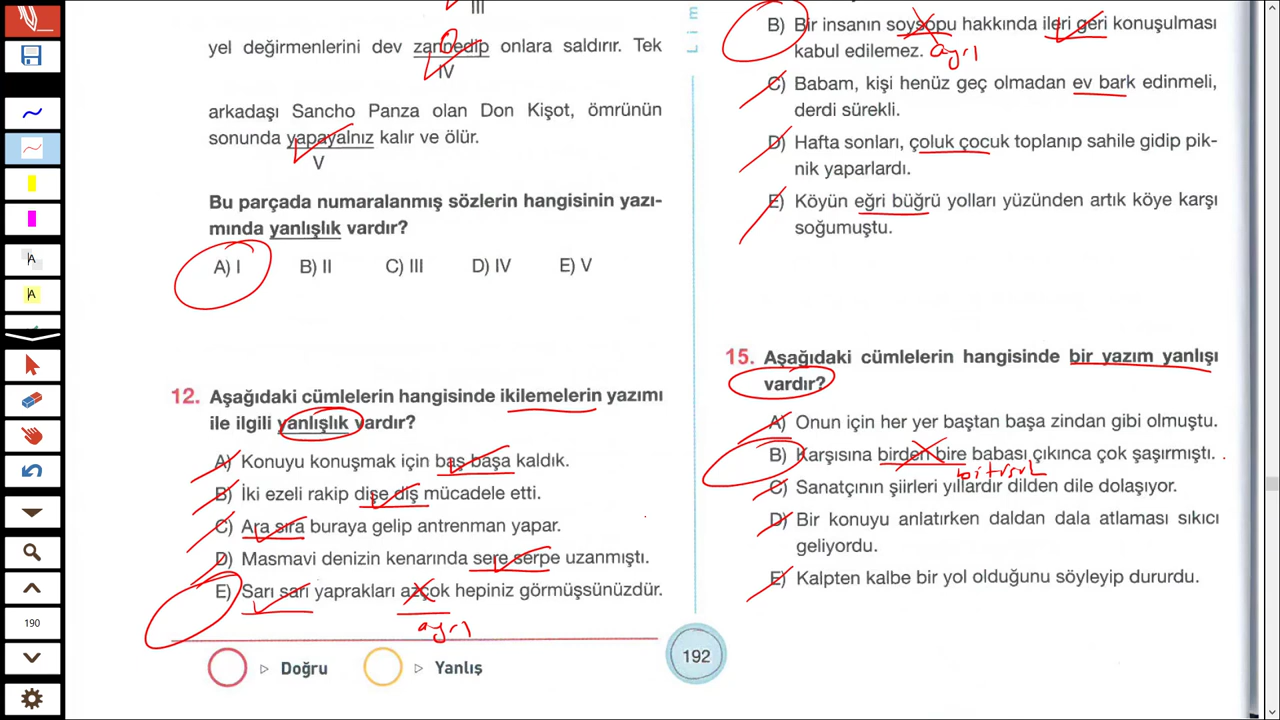 III
yel değirmenlerini dev zannedip onlara saldırır. Tek
IV
arkadaşı Sancho Panza olan Don Kişot, ömrünün
sonunda yapayalnız kalır ve ölür.
V
Bu parçada numaralanmış sözlerin hangisinin yazı-
mında yanlışlık vardır?
A) I B) II C) III D) IV E) V
12. Aşağıdaki cümlelerin hangisinde ikilemelerin yazımı
ile ilgili yanlışlık vardır?
A) Konuyu konuşmak için baş başa kaldık.
B) İki ezeli rakip dişe diş mücadele etti.
C) Ara sıra buraya gelip antrenman yapar.
D) Masmavi denizin kenarında sere serpe uzanmıştı.
E) Sarı sarı yaprakları azçok hepiniz görmüşsünüzdür.
ayrı
Doğru
Yanlış
B) Bir insanın soysopu hakkında ileri geri konuşulması
kabul edilemez. ayrı
C) Babam, kişi henüz geç olmadan ev bark edinmeli,
derdi sürekli.
D) Hafta sonları, çoluk çocuk toplanıp sahile gidip pik-
nik yaparlardı.
E) Köyün eğri büğrü yolları yüzünden artık köye karşı
soğumuştu.
15. Aşağıdaki cümlelerin hangisinde bir yazım yanlışı
vardır?
A) Onun için her yer baştan başa zindan gibi olmuştu.
B) Karşısına birden bire babası çıkınca çok şaşırmıştı. .
C) Sanatçının şiirleri yıllardır dilden dile dolaşıyor.
D) Bir konuyu anlatırken daldan dala atlaması sıkıcı
geliyordu.
E) Kalpten kalbe bir yol olduğunu söyleyip dururdu.
192
190
A
A